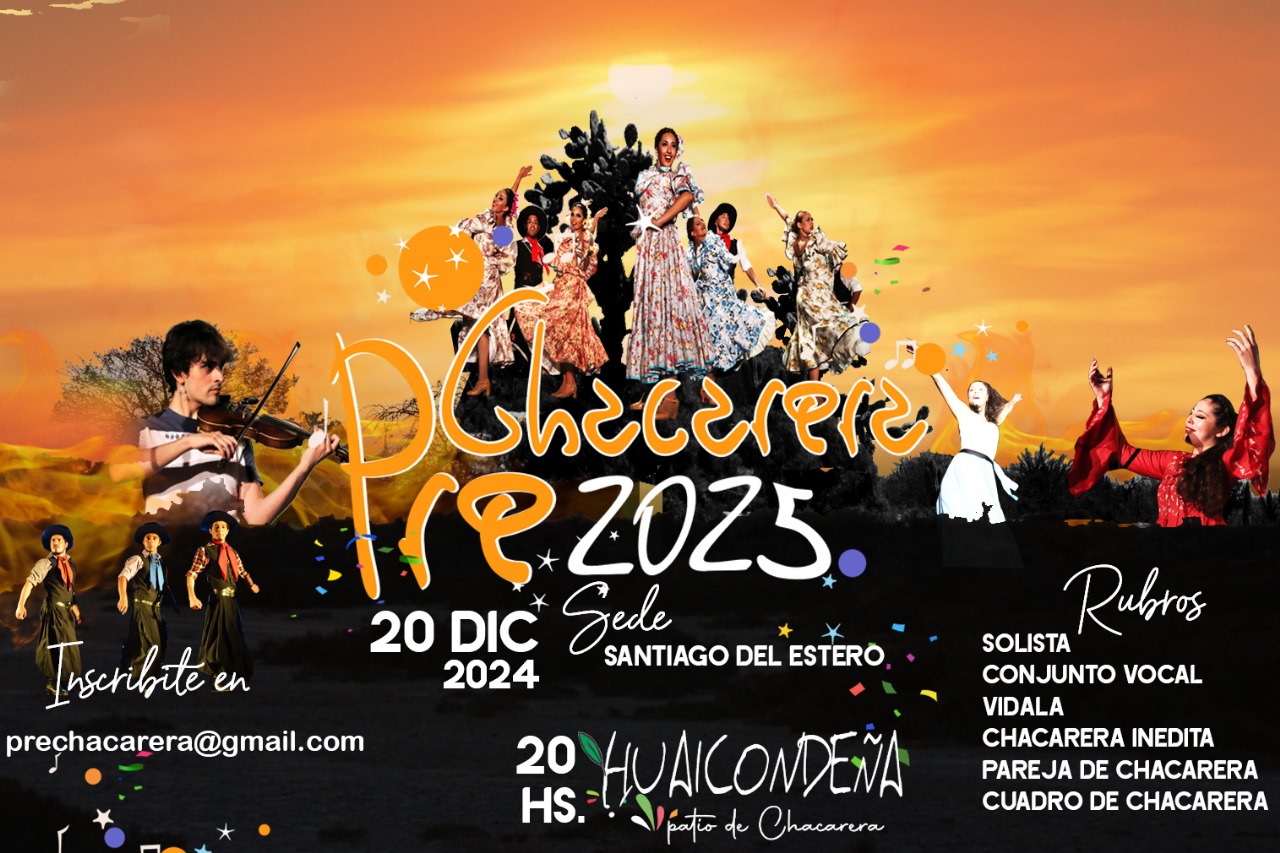 Chacarera
Pre 2025
20 DIC
2024
Sede
SANTIAGO DEL ESTERO
Inscribite en
prechacarera@gmail.com
20
HS.
HUAICONDEÑA
patio de Chacarera
Rubros
SOLISTA
CONJUNTO VOCAL
VIDALA
CHACARERA INEDITA
PAREJA DE CHACARERA
CUADRO DE CHACARERA